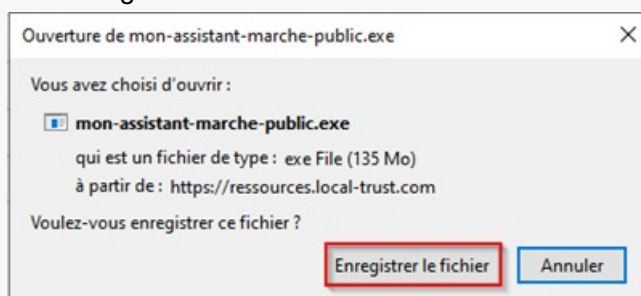 Ouverture de mon-assistant-marche-public.exe
Vous avez choisi d'ouvrir :
mon-assistant-marche-public.exe
qui est un fichier de type : exe File (135 Mo)
à partir de : https://ressources.local-trust.com
Voulez-vous enregistrer ce fichier ?
Enregistrer le fichier Annuler